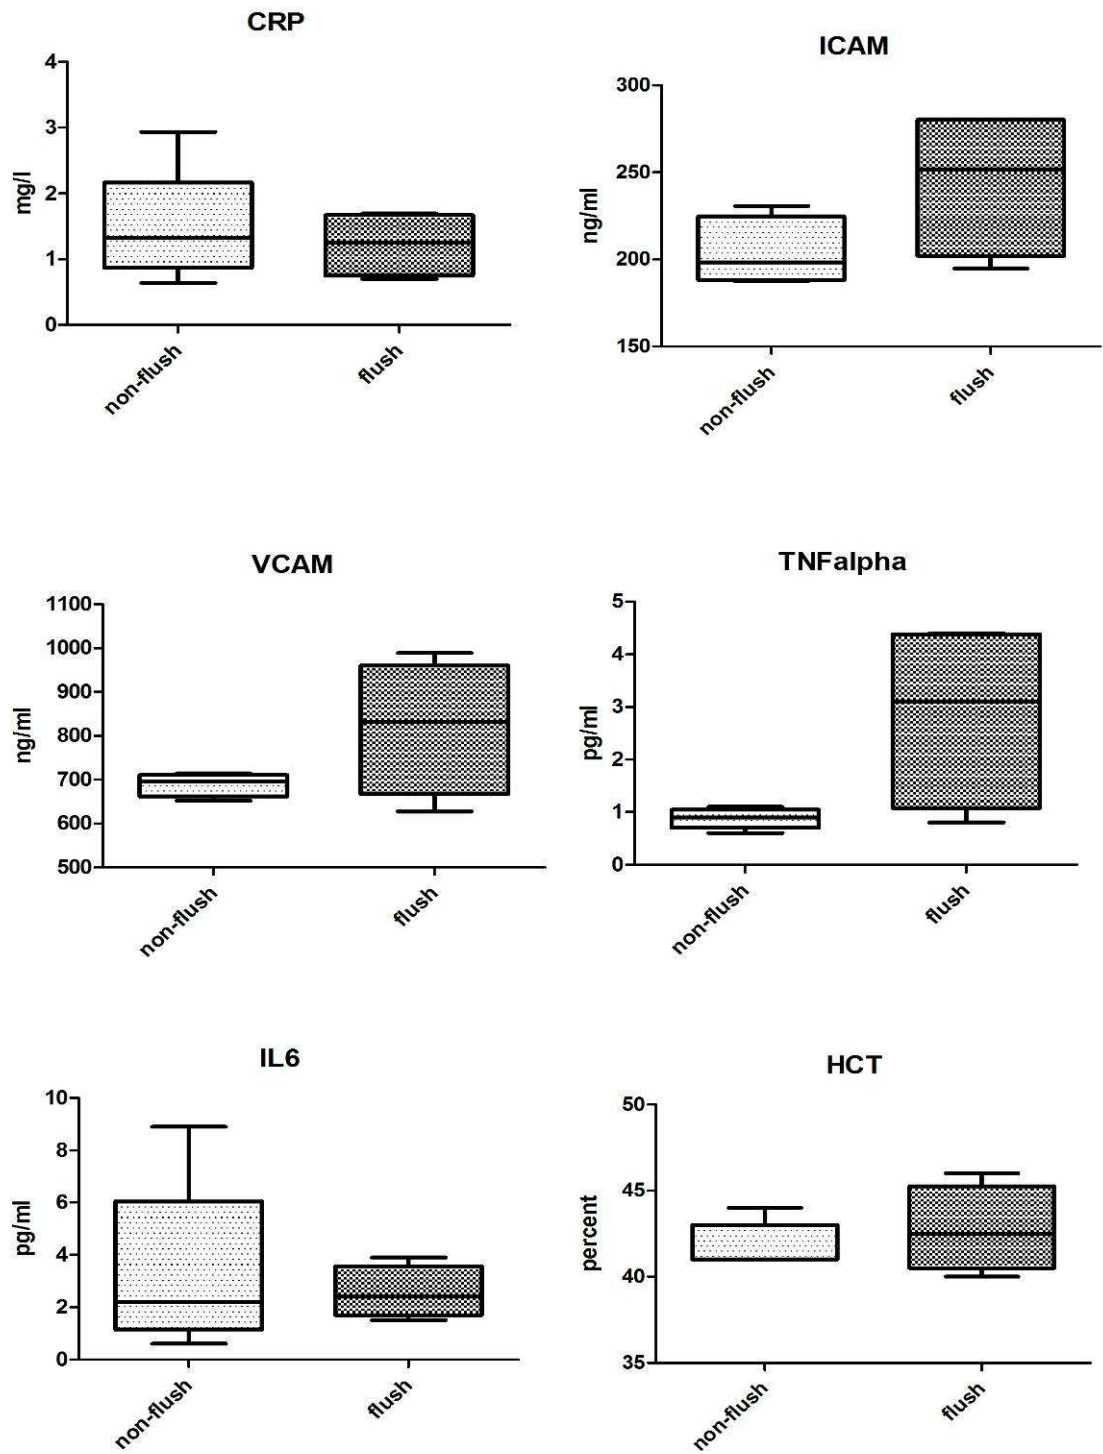 CRP
4
3
2
1
0
mg/l
non-flush
flush
ICAM
300
250
200
150
ng/ml
non-flush
flush
VCAM
1100
1000
900
800
700
600
500
ng/ml
non-flush
flush
TNFalpha
5
4
3
2
1
0
pg/ml
non-flush
flush
IL6
10
8
6
4
2
0
pg/ml
non-flush
flush
HCT
50
45
40
35
percent
non-flush
flush